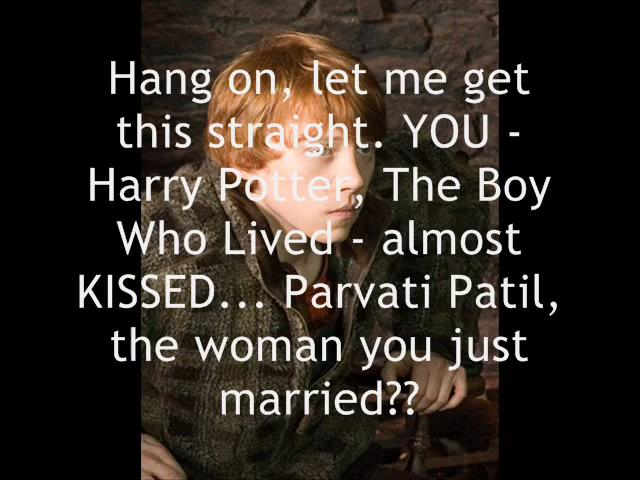 Hang on, let me get
this straight. YOU -
Harry Potter, The Boy
Who Lived - almost
KISSED... Parvati Patil,
the woman you just
married??